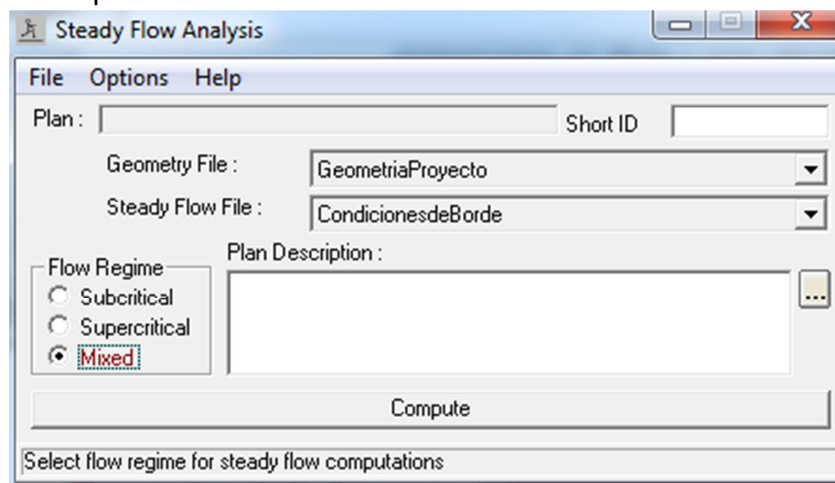 Steady Flow Analysis
File Options Help
Plan : Short ID
Geometry File : GeometriaProyecto
Steady Flow File : CondicionesdeBorde
Plan Description :
Flow Regime
Subcritical
Supercritical
Mixed
...
Compute
Select flow regime for steady flow computations